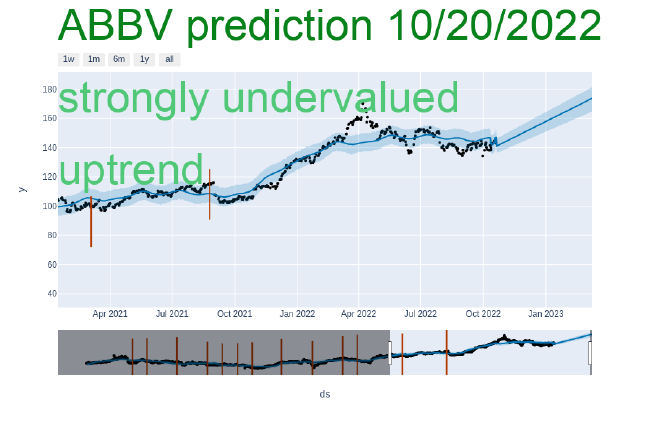 ABBV prediction 10/20/2022
1w 1m 6m 1y all
strongly undervalued
uptrend
180
160
140
120
100
80
60
40
y
Apr 2021 Jul 2021 Oct 2021 Jan 2022 Apr 2022 Jul 2022 Oct 2022 Jan 2023
ds